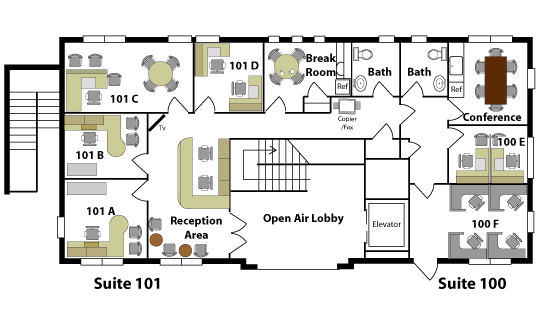 101 C
101 D
Break
Room
Ref
Bath
Bath
Ref
Conference
Copier
/Fax
Tv
101 B
100 E
101 A
Reception
Area
Open Air Lobby
Elevator
100 F
Suite 101
Suite 100